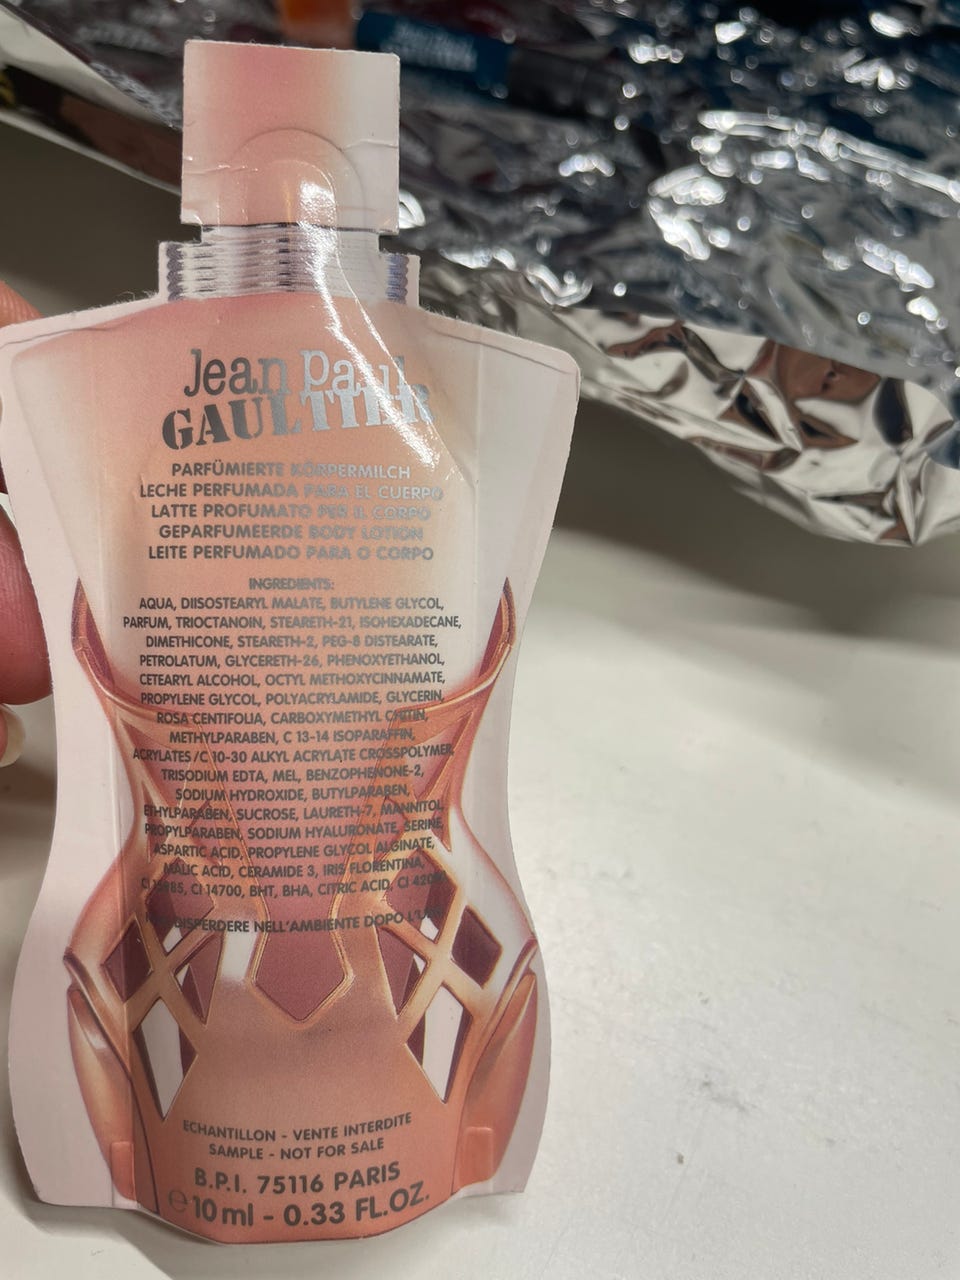 Jean Paul
GAULTIER
PARFÜMIERTE KÖRPERMILCH
LECHE PERFUMADA PARA EL CUERPO
LATTE PROFUMATO PER IL CORPO
GEPARFUMEERDE BODY LOTION
LEITE PERFUMADO PARA O CORPO
INGREDIENTS:
AQUA, DIISOSTEARYL MALATE, BUTYLENE GLYCOL,
PARFUM, TRIOCTANOIN, STEARETH-21, ISOHEXADECANE,
DIMETHICONE, STEARETH-2, PEG-8 DISTEARATE,
PETROLATUM, GLYCERETH-26, PHENOXYETHANOL,
CETEARYL ALCOHOL, OCTYL METHOXYCINNAMATE,
PROPYLENE GLYCOL, POLYACRYLAMIDE, GLYCERIN,
ROSA CENTIFOLIA, CARBOXYMETHYL CHITIN,
METHYLPARABEN, C 13-14 ISOPARAFFIN,
ACRYLATES/C 10-30 ALKYL ACRYLATE CROSSPOLYMER,
TRISODIUM EDTA, MEL, BENZOPHENONE-2,
SODIUM HYDROXIDE, BUTYLPARABEN,
ETHYLPARABEN, SUCROSE, LAURETH-7, MANNITOL,
PROPYLPARABEN, SODIUM HYALURONATE, SERINE,
ASPARTIC ACID, PROPYLENE GLYCOL ALGINATE,
MALIC ACID, CERAMIDE 3, IRIS FLORENTINA,
CI 14700, BHT, BHA, CITRIC ACID, CI
DISPERDERE NELL'AMBIENTE DOPO L'USO
ECHANTILLON - VENTE INTERDITE
SAMPLE - NOT FOR SALE
B.P.I. 75116 PARIS
℮ 10 ml - 0.33 FL.OZ.